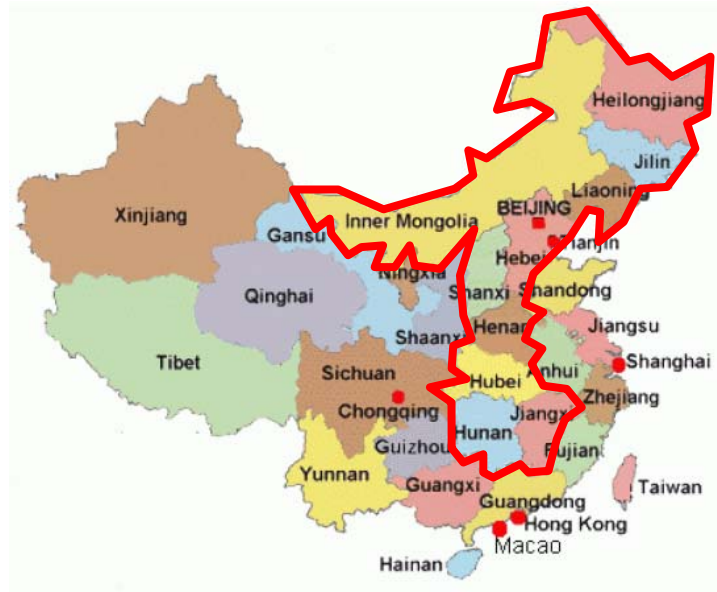 Heilongjiang
Jilin
Liaoning
BEIJING
Xinjiang
Inner Mongolia
Gansu
Tianjin
Hebei
Ningxia
Qinghai
Shanxi
Shandong
Shaanxi
Henan
Jiangsu
Tibet
Shanghai
Sichuan
Anhui
Hubei
Zhejiang
Chongqing
Jiangxi
Hunan
Guizhou
Fujian
Yunnan
Guangxi
Taiwan
Guangdong
Hong Kong
Macao
Hainan